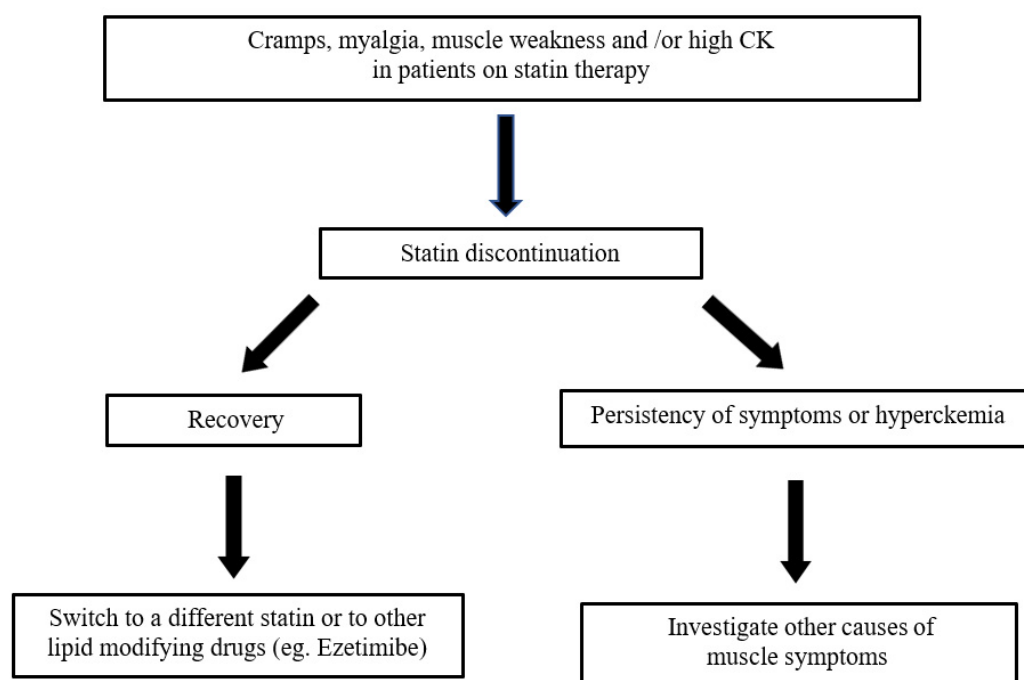 Cramps, myalgia, muscle weakness and /or high CK
in patients on statin therapy
Statin discontinuation
Recovery
Persistency of symptoms or hyperckemia
Switch to a different statin or to other
lipid modifying drugs (eg. Ezetimibe)
Investigate other causes of
muscle symptoms